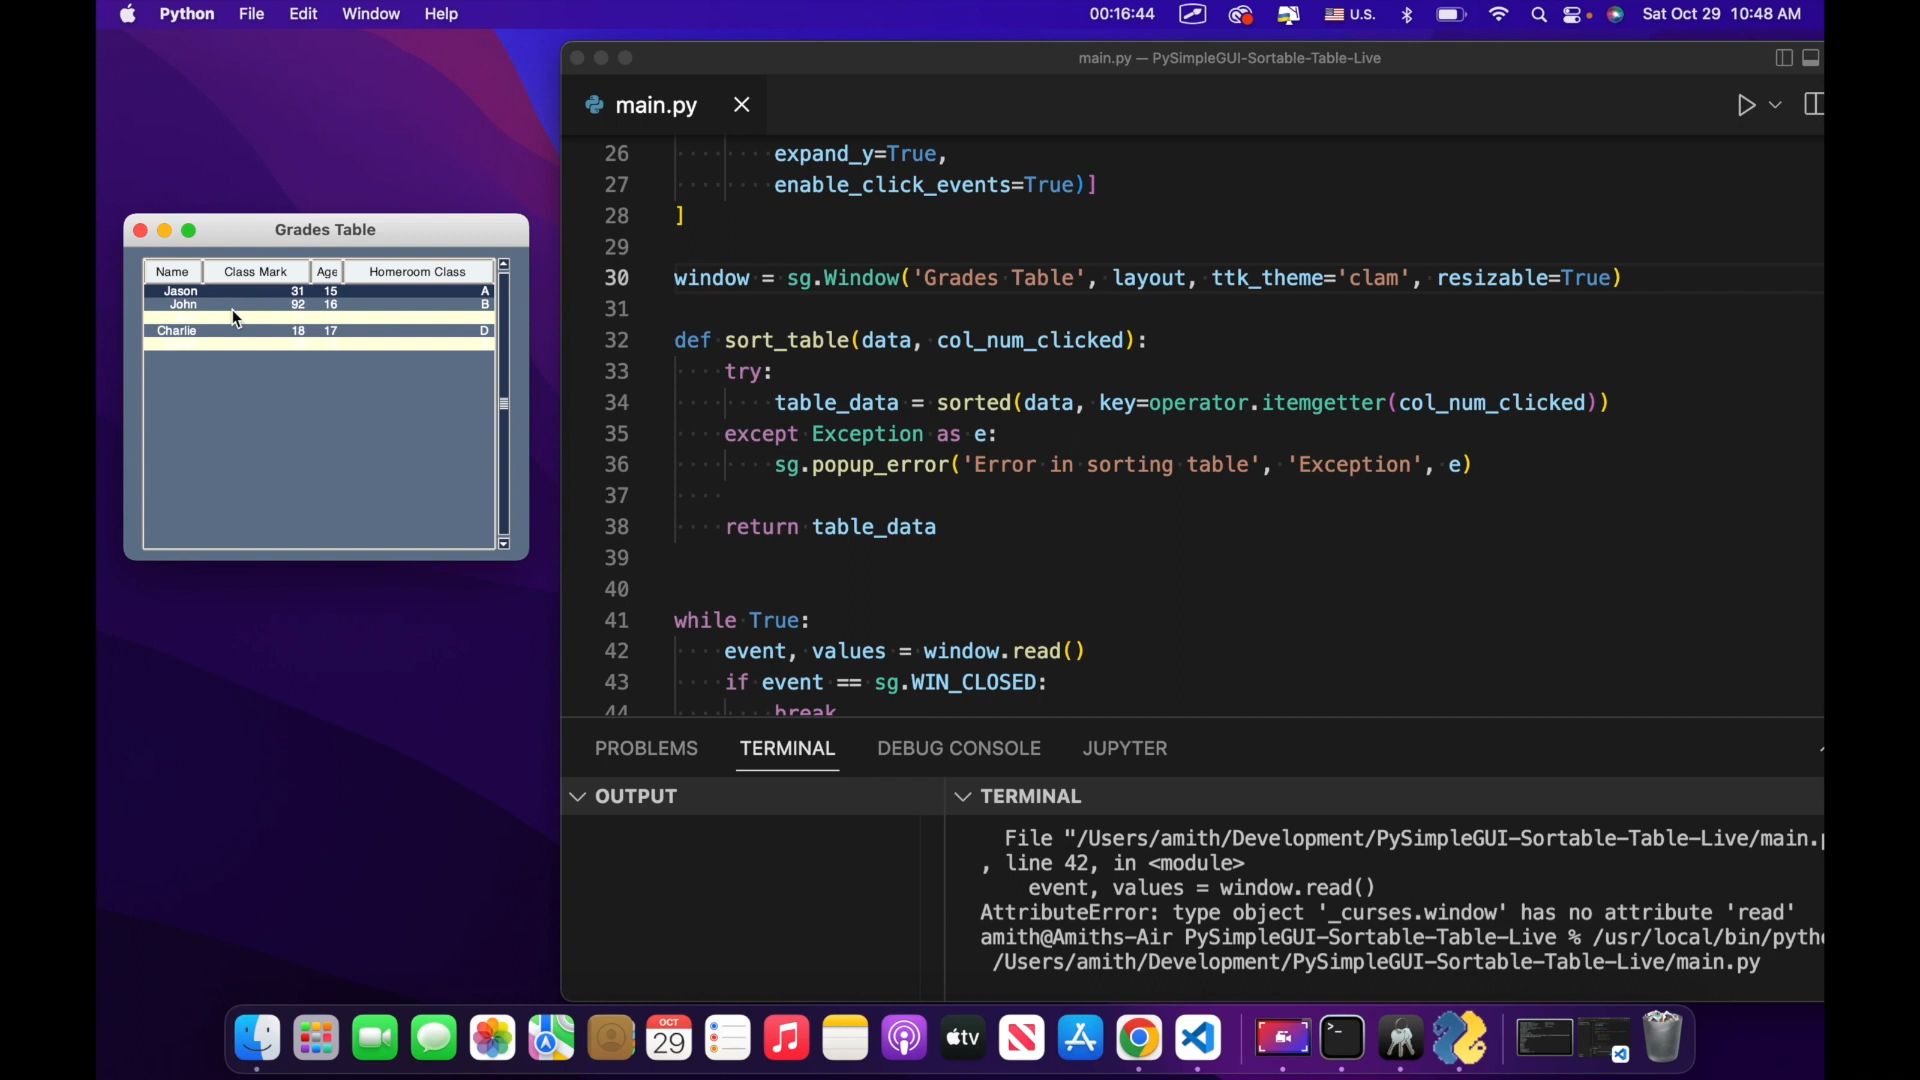 Python File Edit Window Help 00:16:44 U.S. Sat Oct 29 10:48 AM
main.py — PySimpleGUI-Sortable-Table-Live
main.py
Grades Table
Name Class Mark Age Homeroom Class
Jason 31 15 A
John 92 16 B
Charlie 18 17 D
26 expand_y=True,
27 enable_click_events=True)]
28 ]
29
30 window = sg.Window('Grades Table', layout, ttk_theme='clam', resizable=True)
31
32 def sort_table(data, col_num_clicked):
33 try:
34 table_data = sorted(data, key=operator.itemgetter(col_num_clicked))
35 except Exception as e:
36 sg.popup_error('Error in sorting table', 'Exception', e)
37
38 return table_data
39
40
41 while True:
42 event, values = window.read()
43 if event == sg.WIN_CLOSED:
44 break
PROBLEMS TERMINAL DEBUG CONSOLE JUPYTER
OUTPUT
TERMINAL
File "/Users/amith/Development/PySimpleGUI-Sortable-Table-Live/main.p
, line 42, in <module>
event, values = window.read()
AttributeError: type object '_curses.window' has no attribute 'read'
amith@Amiths-Air PySimpleGUI-Sortable-Table-Live % /usr/local/bin/pytho
/Users/amith/Development/PySimpleGUI-Sortable-Table-Live/main.py
OCT
29
tv